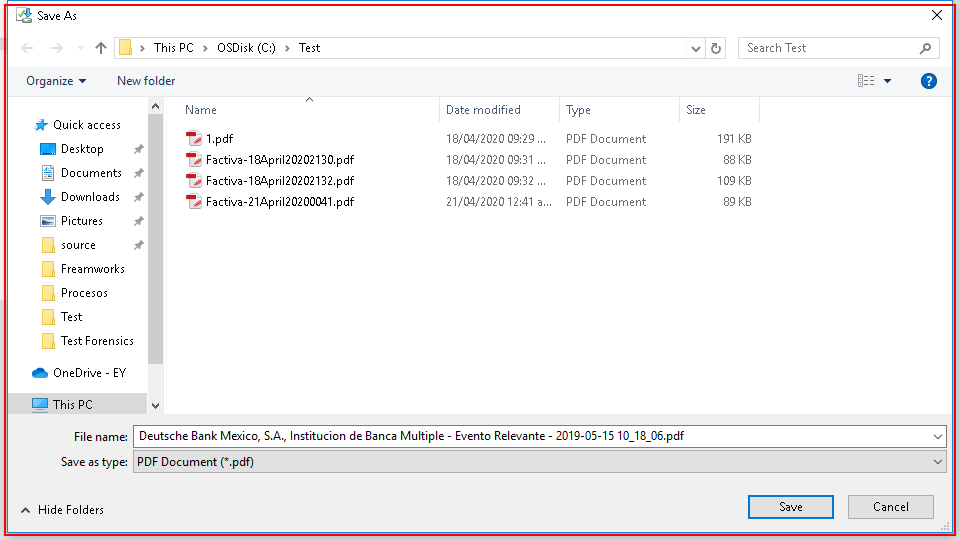 Save As
This PC > OSDisk (C:) > Test
Search Test
Organize
New folder
?
Name
Date modified
Type
Size
1.pdf 18/04/2020 09:29 ... PDF Document 191 KB
Factiva-18April20202130.pdf 18/04/2020 09:31 ... PDF Document 88 KB
Factiva-18April20202132.pdf 18/04/2020 09:32 ... PDF Document 109 KB
Factiva-21April20200041.pdf 21/04/2020 12:41 a... PDF Document 89 KB
Quick access
Desktop
Documents
Downloads
Pictures
source
Freamworks
Procesos
Test
Test Forensics
OneDrive - EY
This PC
File name: Deutsche Bank Mexico, S.A., Institucion de Banca Multiple - Evento Relevante - 2019-05-15 10_18_06.pdf
Save as type: PDF Document (*.pdf)
Hide Folders
Save
Cancel